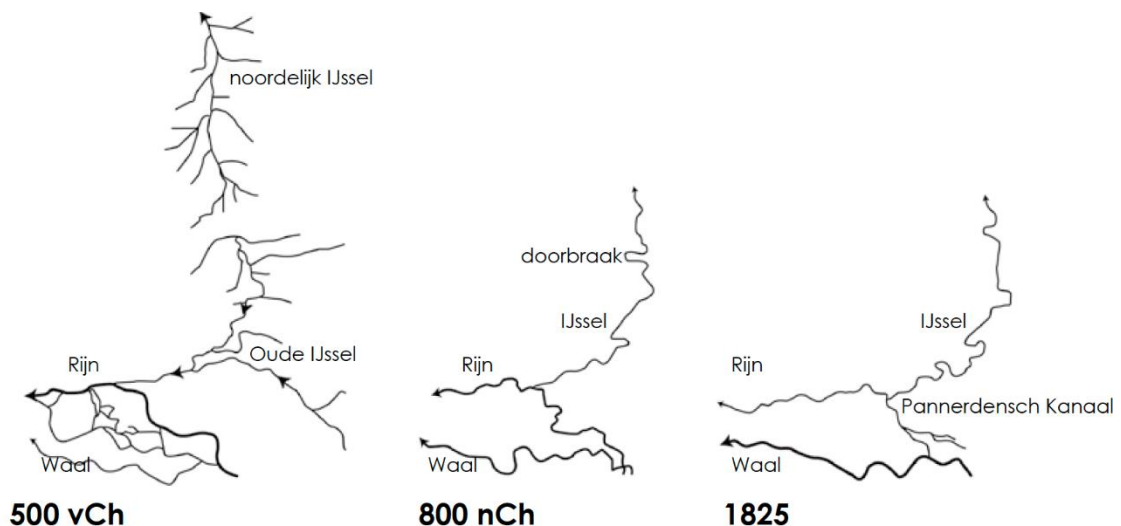 noordelijk IJssel
Oude IJssel
Rijn
Waal
500 vCh
doorbraak
IJssel
Rijn
Waal
800 nCh
IJssel
Rijn
Pannerdensch Kanaal
Waal
1825